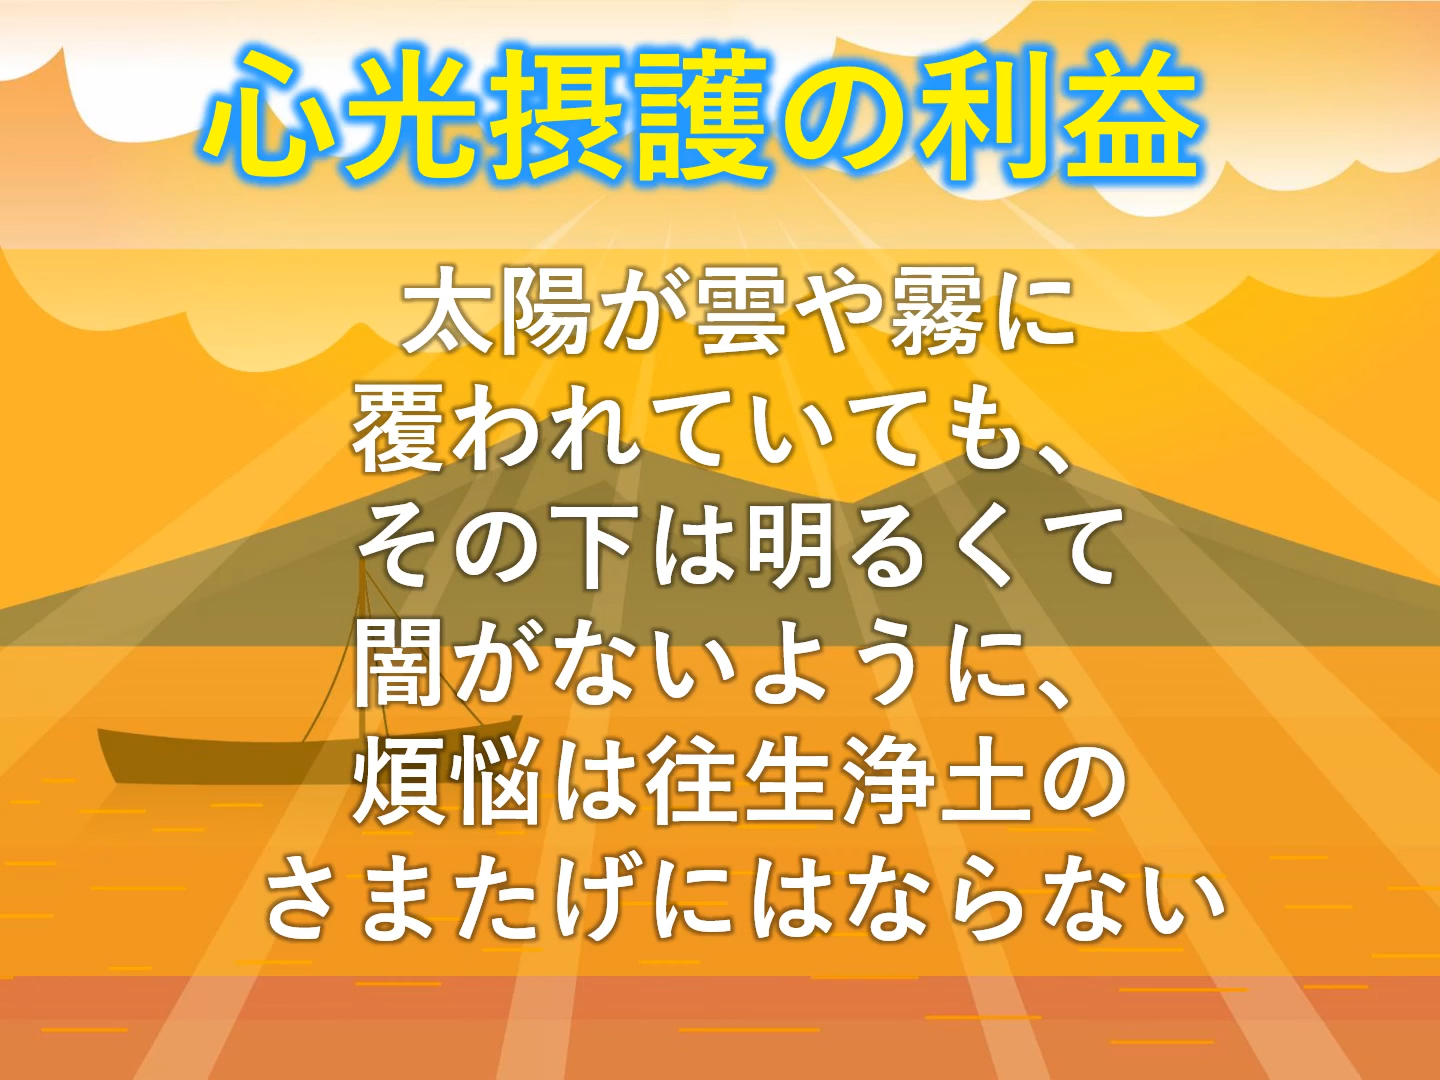 心光摂護の利益
太陽が雲や霧に
覆われていても、
その下は明るくて
闇がないように、
煩悩は往生浄土の
さまたげにはならない